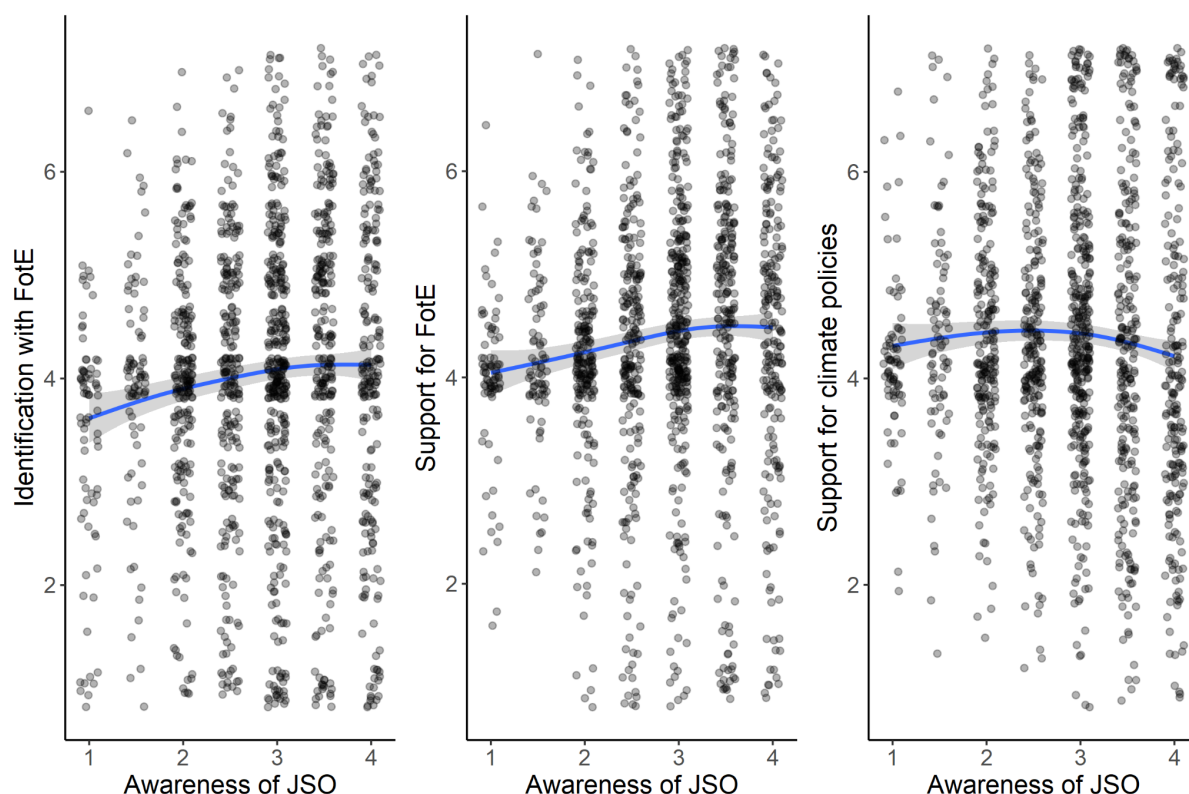 Identification with FotE
6
4
2
1 2 3 4
Awareness of JSO
Support for FotE
6
4
2
1 2 3 4
Awareness of JSO
Support for climate policies
6
4
2
1 2 3 4
Awareness of JSO